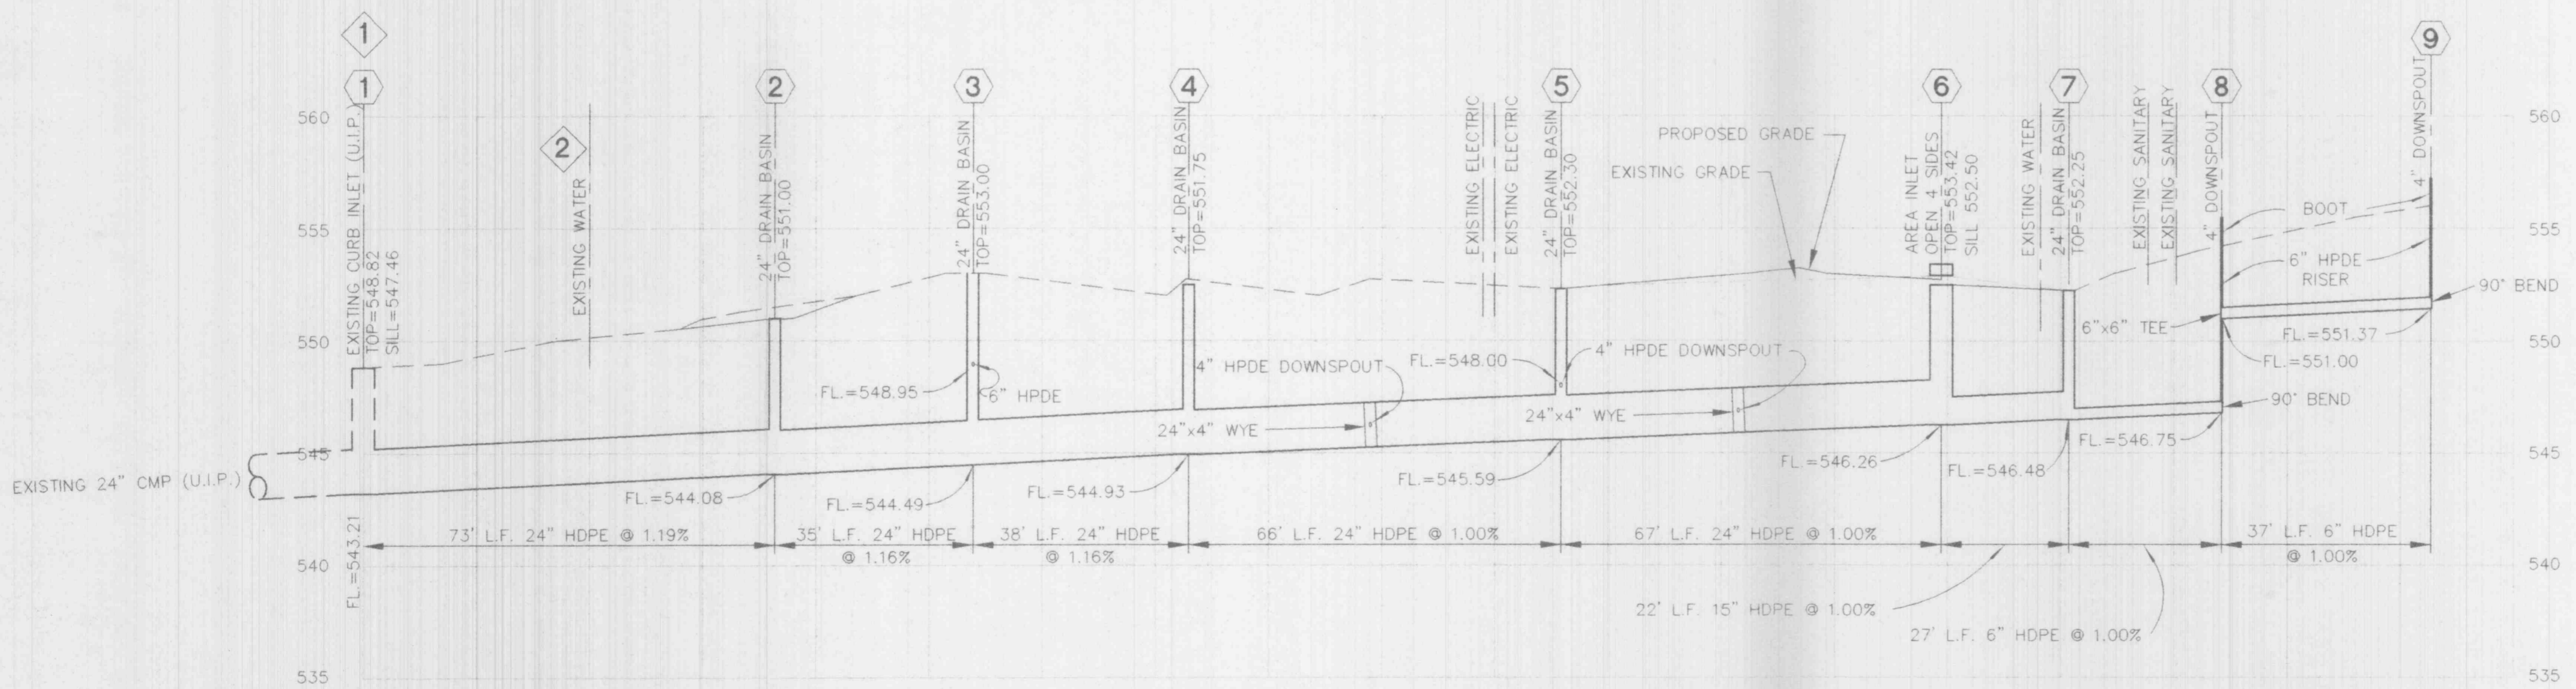 1
1
2
3
4
5
6
7
8
9
2
560
555
550
545
540
535
560
555
550
545
540
535
EXISTING CURB INLET (U.I.P.)
TOP=548.82
SILL=547.46
EXISTING WATER
24" DRAIN BASIN
TOP=551.00
24" DRAIN BASIN
TOP=553.00
24" DRAIN BASIN
TOP=551.75
EXISTING ELECTRIC
EXISTING ELECTRIC
24" DRAIN BASIN
TOP=552.30
PROPOSED GRADE
EXISTING GRADE
AREA INLET
OPEN 4 SIDES
TOP=553.42
SILL 552.50
EXISTING WATER
24" DRAIN BASIN
TOP=552.25
EXISTING SANITARY
EXISTING SANITARY
4" DOWNSPOUT
4" DOWNSPOUT
BOOT
6" HPDE
RISER
90° BEND
6"x6" TEE
FL.=551.37
FL.=551.00
90° BEND
FL.=548.95
6" HPDE
4" HPDE DOWNSPOUT
24"x4" WYE
FL.=548.00
4" HPDE DOWNSPOUT
24"x4" WYE
EXISTING 24" CMP (U.I.P.)
FL.=543.21
FL.=544.08
FL.=544.49
FL.=544.93
FL.=545.59
FL.=546.26
FL.=546.48
FL.=546.75
73' L.F. 24" HDPE @ 1.19%
35' L.F. 24" HDPE
@ 1.16%
38' L.F. 24" HDPE
@ 1.16%
66' L.F. 24" HDPE @ 1.00%
67' L.F. 24" HDPE @ 1.00%
37' L.F. 6" HDPE
@ 1.00%
22' L.F. 15" HDPE @ 1.00%
27' L.F. 6" HDPE @ 1.00%